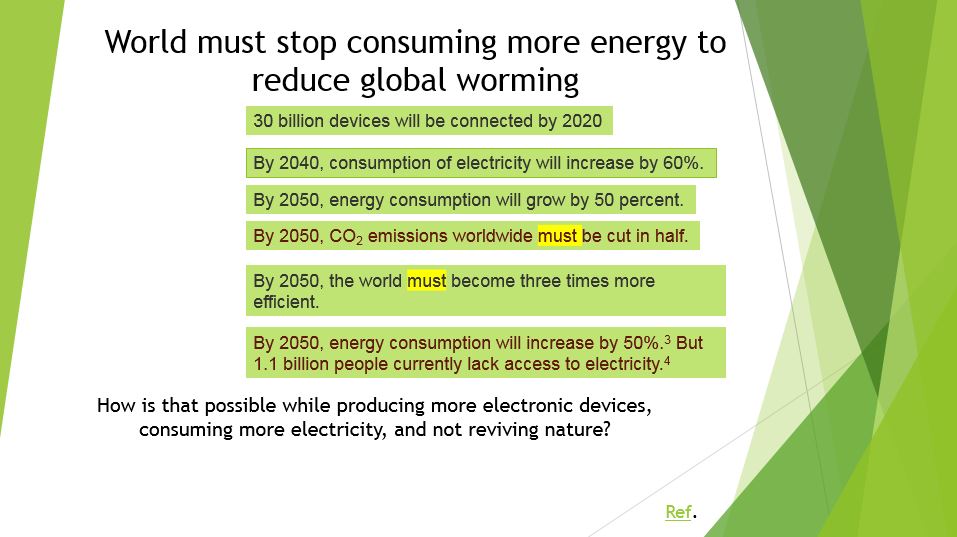 World must stop consuming more energy to
reduce global worming
30 billion devices will be connected by 2020
By 2040, consumption of electricity will increase by 60%.
By 2050, energy consumption will grow by 50 percent.
By 2050, CO₂ emissions worldwide must be cut in half.
By 2050, the world must become three times more
efficient.
By 2050, energy consumption will increase by 50%.³ But
1.1 billion people currently lack access to electricity.⁴
How is that possible while producing more electronic devices,
consuming more electricity, and not reviving nature?
Ref.